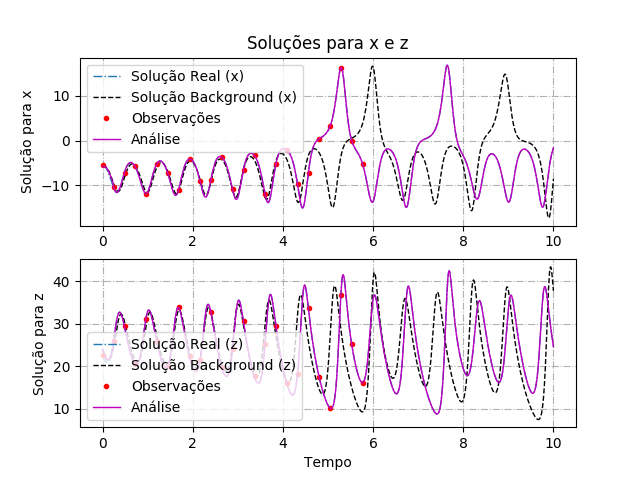 Soluções para x e z
Solução para x
10
0
−10
Solução Real (x)
Solução Background (x)
Observações
Análise
0 2 4 6 8 10
Solução para z
40
30
20
10
Solução Real (z)
Solução Background (z)
Observações
Análise
0 2 4 6 8 10
Tempo